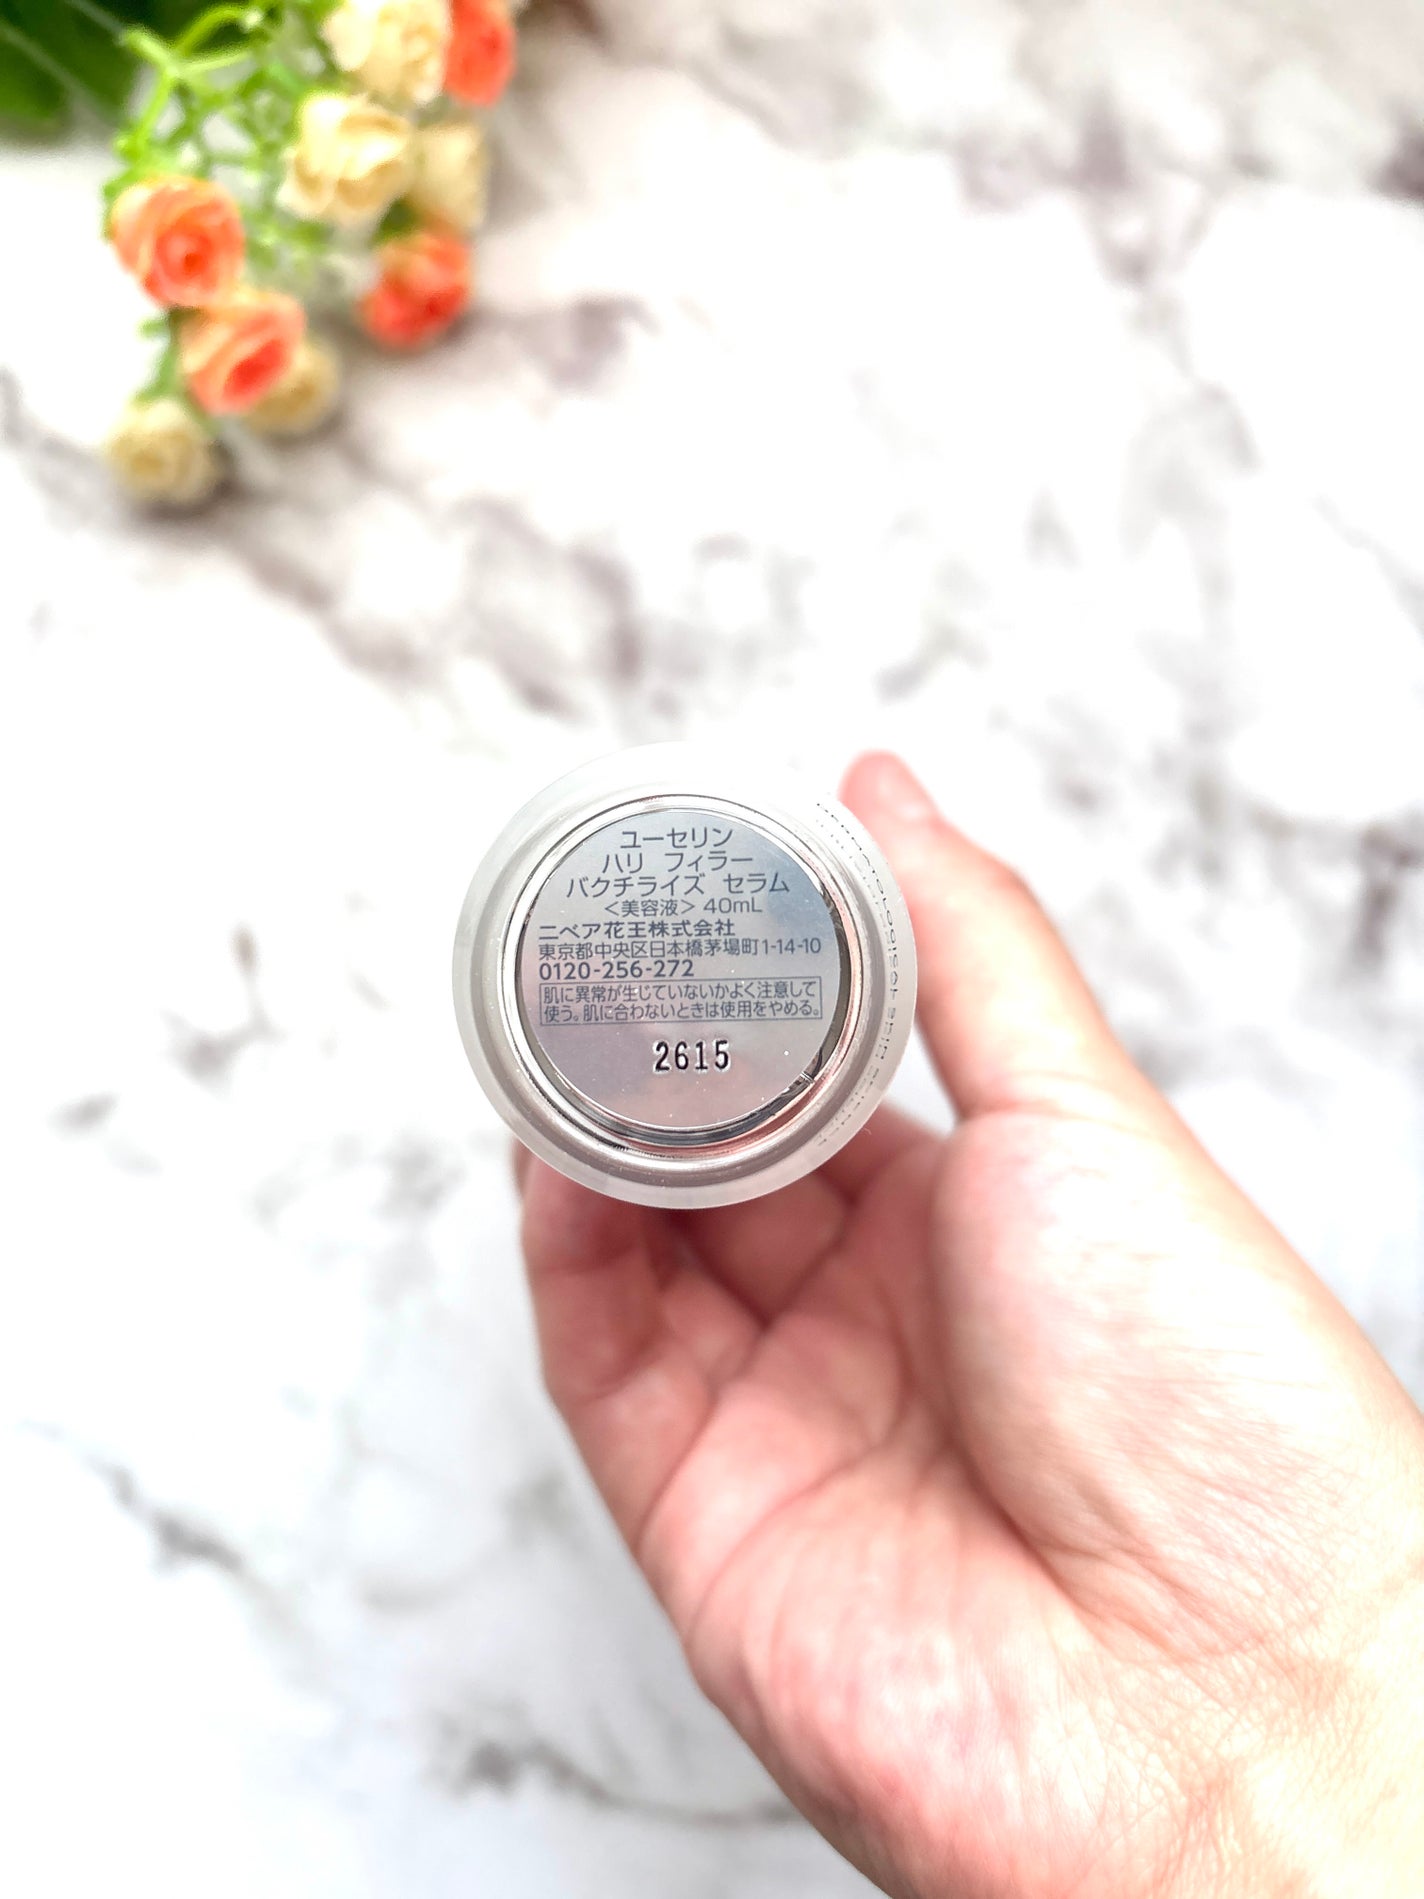 ユーセリン
ハリ フィラー
バクチライズ セラム
＜美容液＞ 40mL
ニベア花王株式会社
東京都中央区日本橋茅場町1-14-10
0120-256-272
肌に異常が生じていないかよく注意して
使う。肌に合わないときは使用をやめる。
2615
DERMATOLOGICAL SKIN SCIENCE